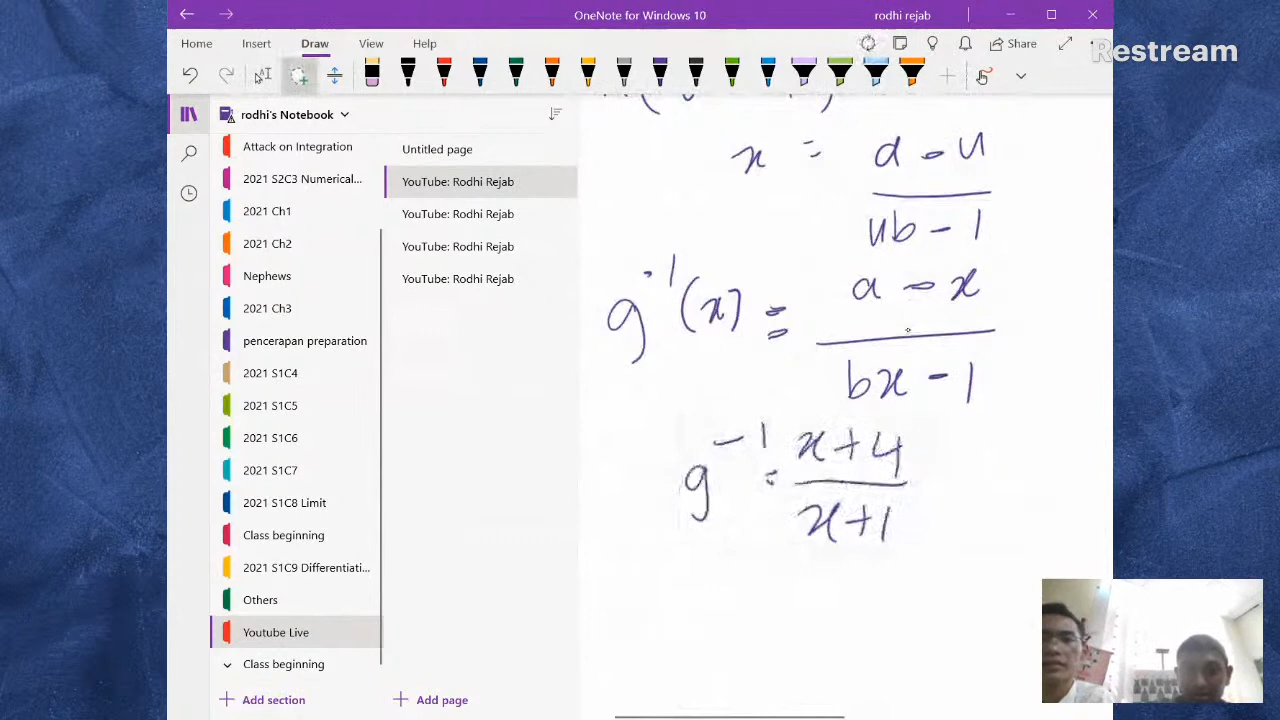 OneNote for Windows 10
rodhi rejab
Restream
Home Insert Draw View Help
Share
rodhi's Notebook
Attack on Integration
2021 S2C3 Numerical...
2021 Ch1
2021 Ch2
Nephews
2021 Ch3
penerapan preparation
2021 S1C4
2021 S1C5
2021 S1C6
2021 S1C7
2021 S1C8 Limit
Class beginning
2021 S1C9 Differentiati...
Others
Youtube Live
Class beginning
Add section
Untitled page
YouTube: Rodhi Rejab
YouTube: Rodhi Rejab
YouTube: Rodhi Rejab
YouTube: Rodhi Rejab
Add page
x = a - u
ub - 1
g⁻¹(x) = a - x
bx - 1
g⁻¹ = x+4
x+1